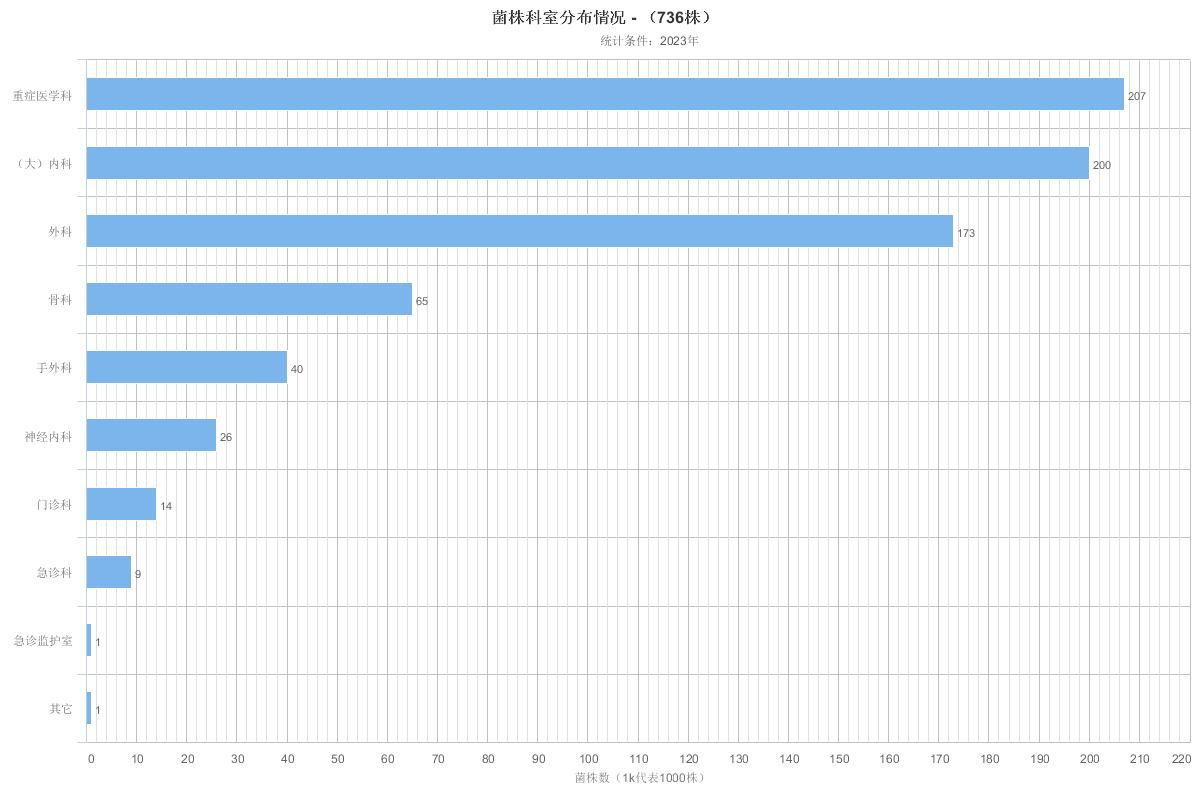 菌株科室分布情况 - （736株）
统计条件：2023年
重症医学科 207
（大）内科 200
外科 173
骨科 65
手外科 40
神经内科 26
门诊科 14
急诊科 9
急诊监护室 1
其它 1
0 10 20 30 40 50 60 70 80 90 100 110 120 130 140 150 160 170 180 190 200 210 220
菌株数（1k代表1000株）